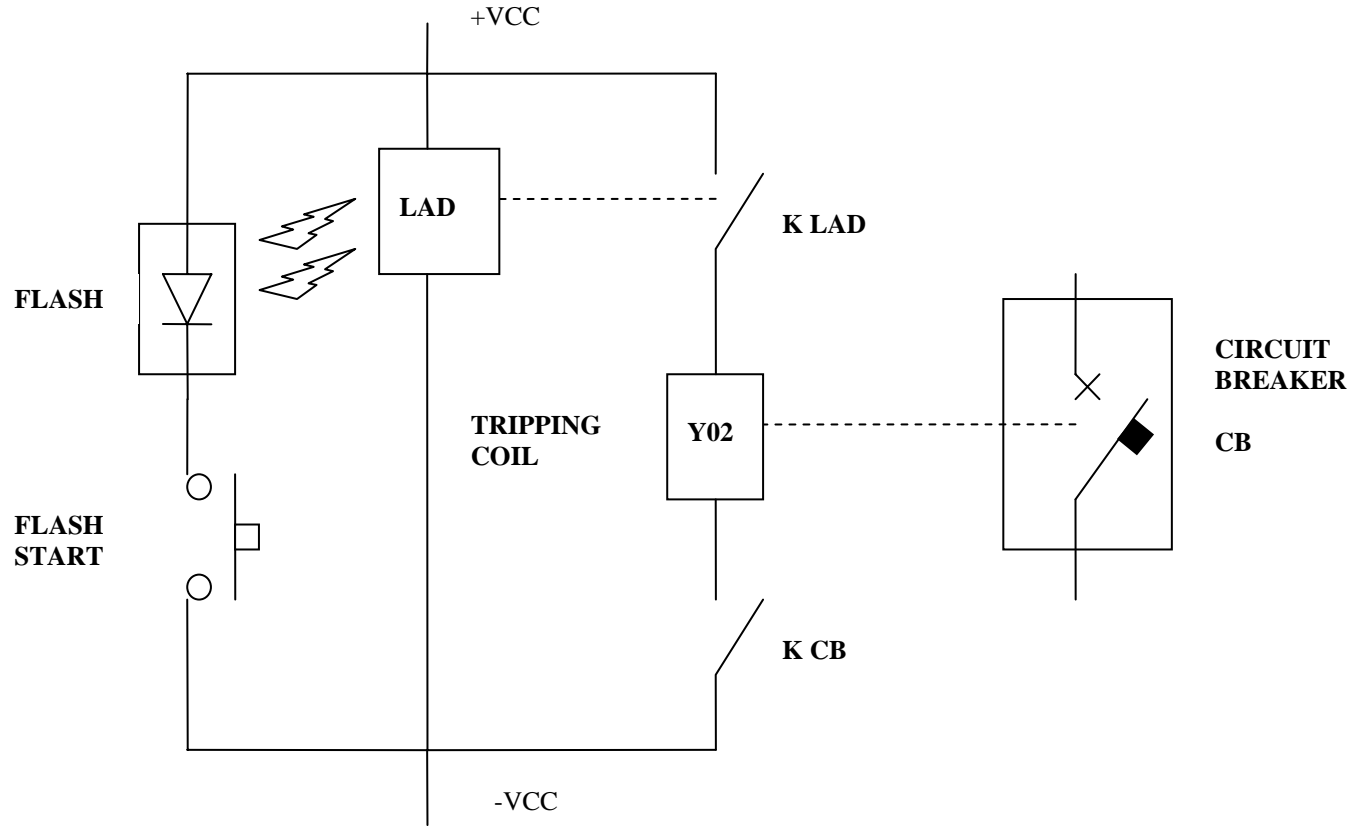 +VCC
LAD
K LAD
FLASH
CIRCUIT
BREAKER
CB
TRIPPING
COIL
Y02
FLASH
START
K CB
-VCC